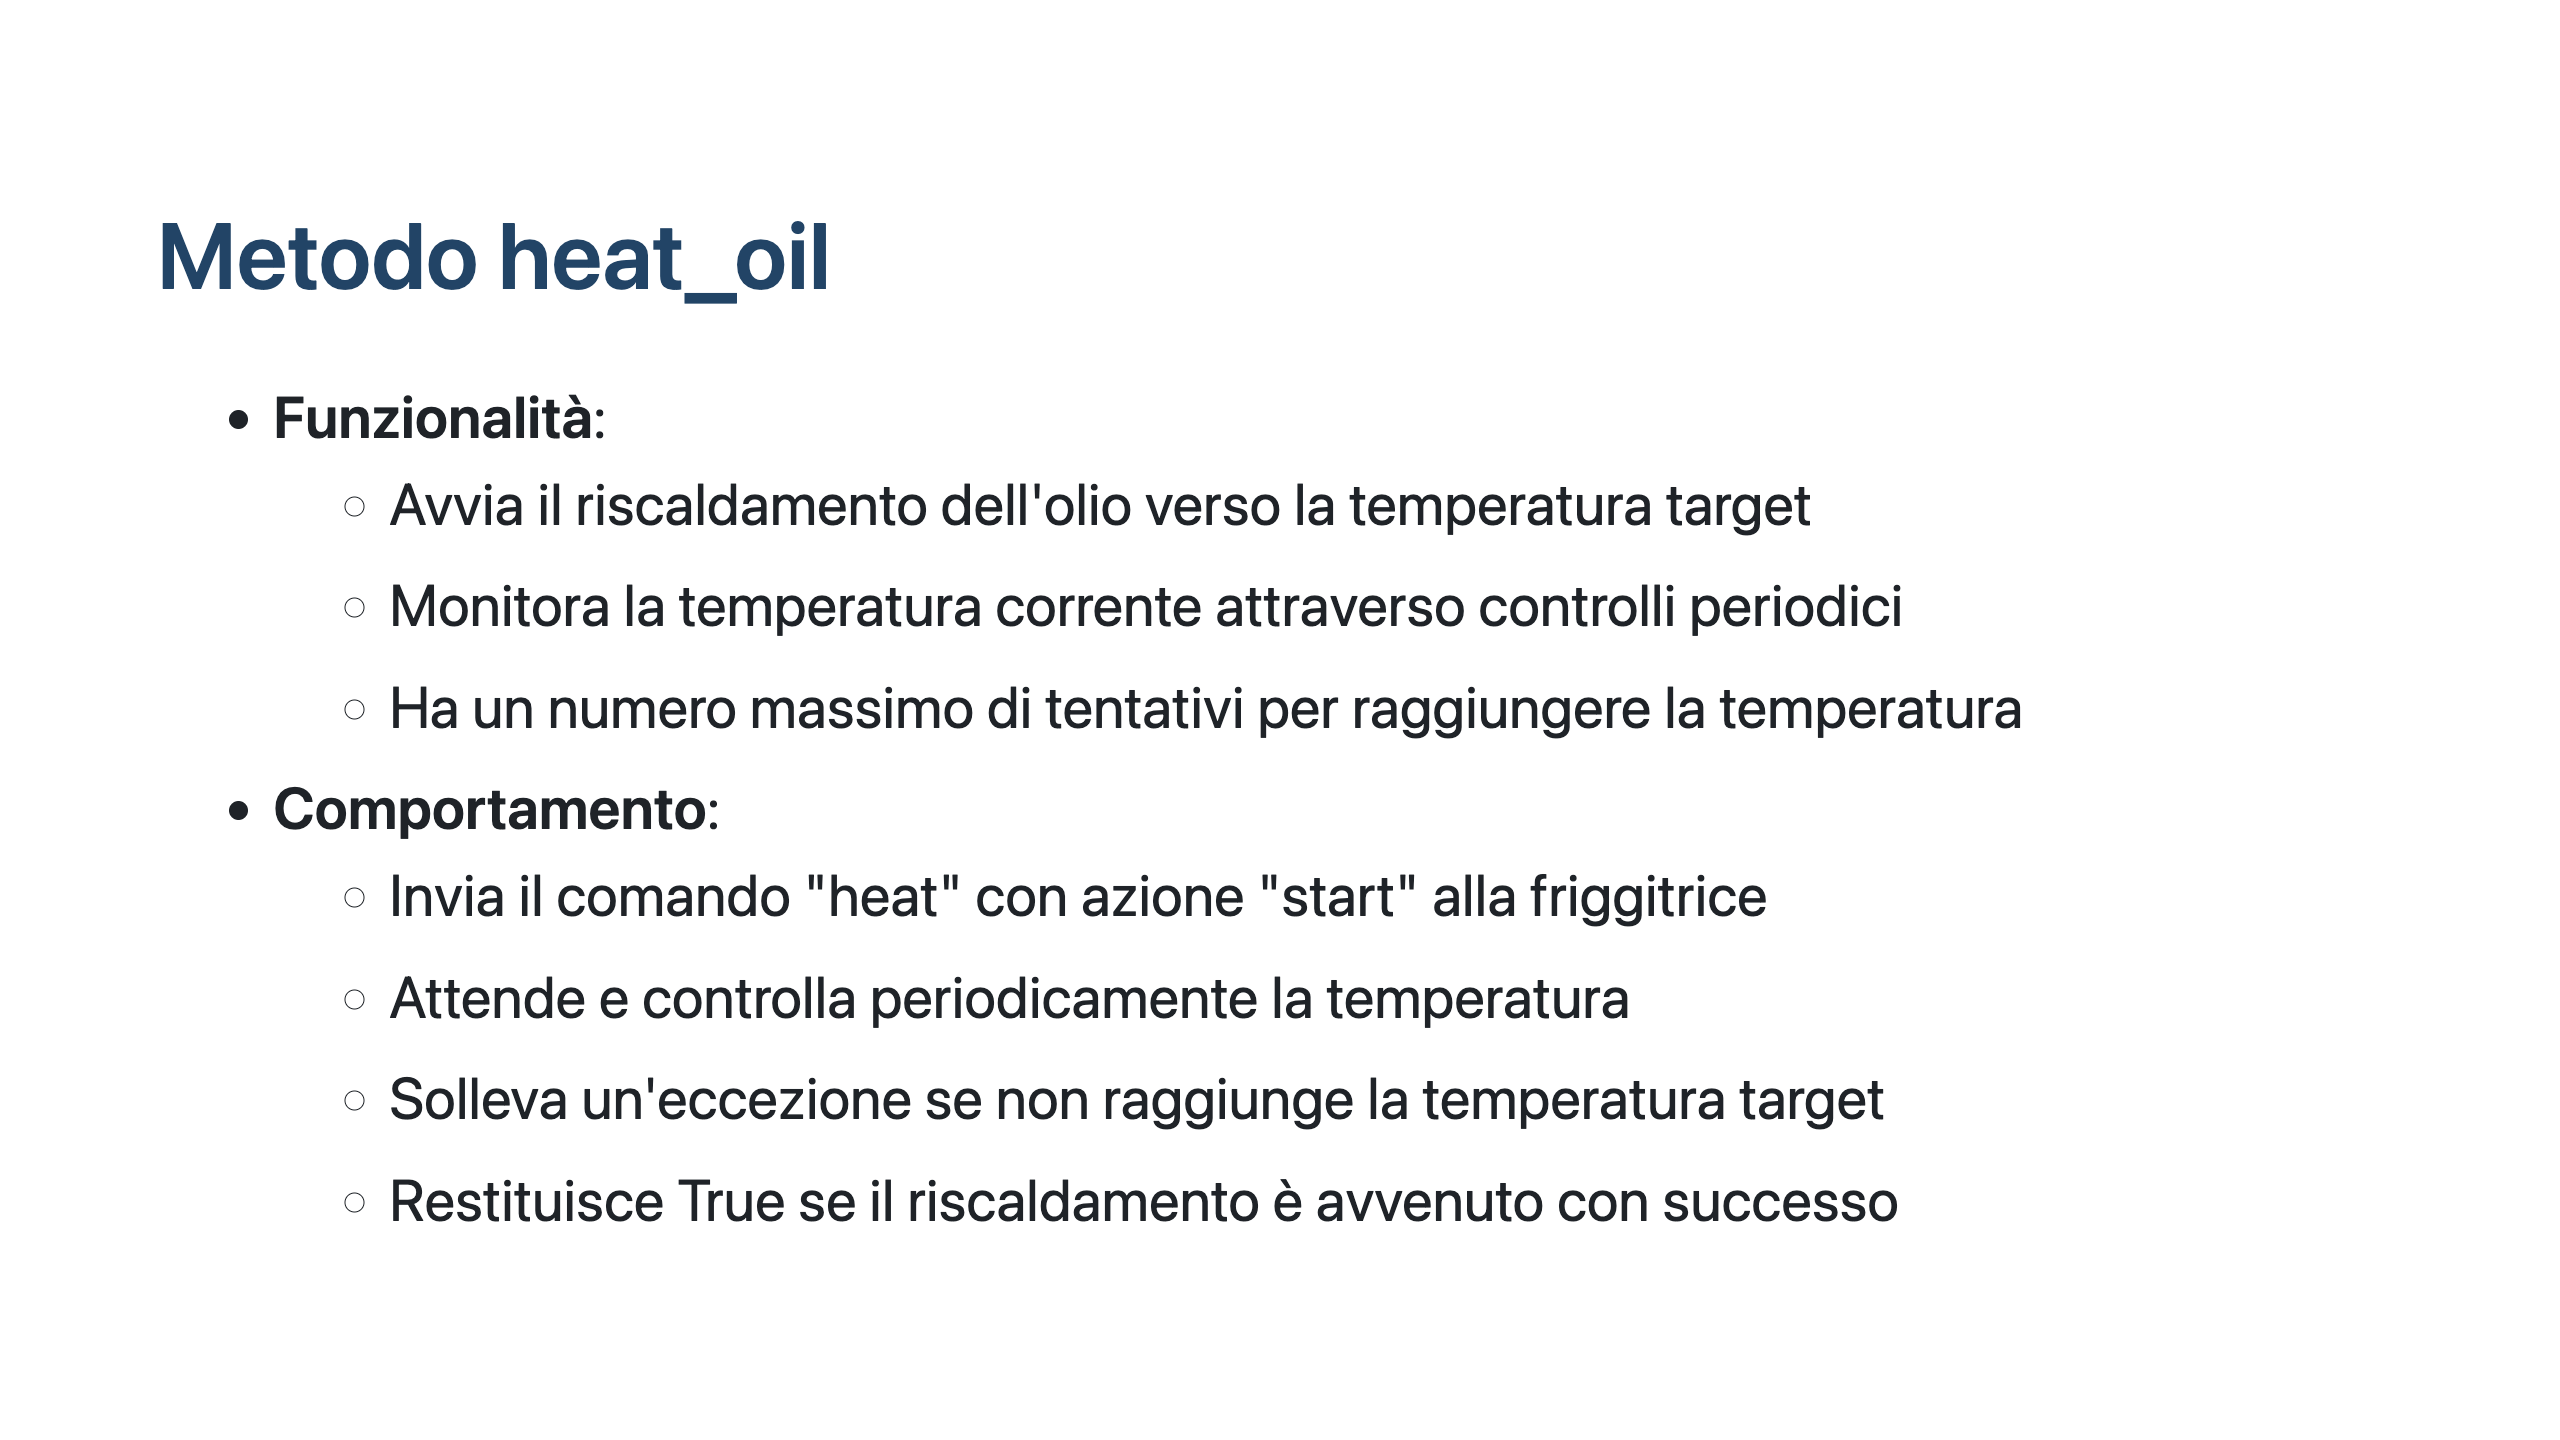 Metodo heat_oil
• Funzionalità:
○ Avvia il riscaldamento dell'olio verso la temperatura target
○ Monitora la temperatura corrente attraverso controlli periodici
○ Ha un numero massimo di tentativi per raggiungere la temperatura
• Comportamento:
○ Invia il comando "heat" con azione "start" alla friggitrice
○ Attende e controlla periodicamente la temperatura
○ Solleva un'eccezione se non raggiunge la temperatura target
○ Restituisce True se il riscaldamento è avvenuto con successo